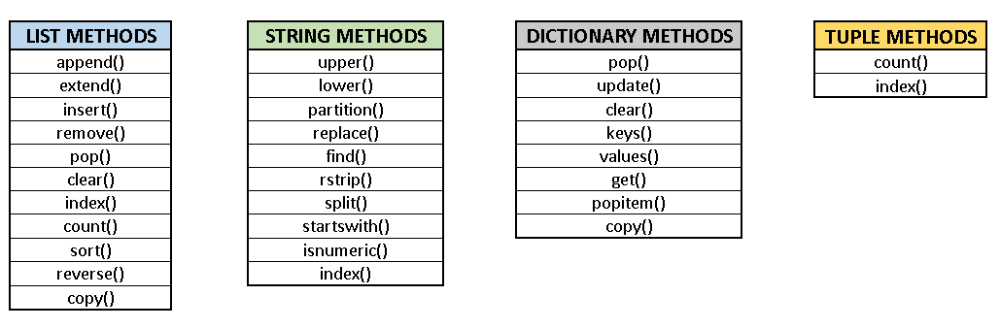 LIST METHODS
append()
extend()
insert()
remove()
pop()
clear()
index()
count()
sort()
reverse()
copy()
STRING METHODS
upper()
lower()
partition()
replace()
find()
rstrip()
split()
startswith()
isnumeric()
index()
DICTIONARY METHODS
pop()
update()
clear()
keys()
values()
get()
popitem()
copy()
TUPLE METHODS
count()
index()